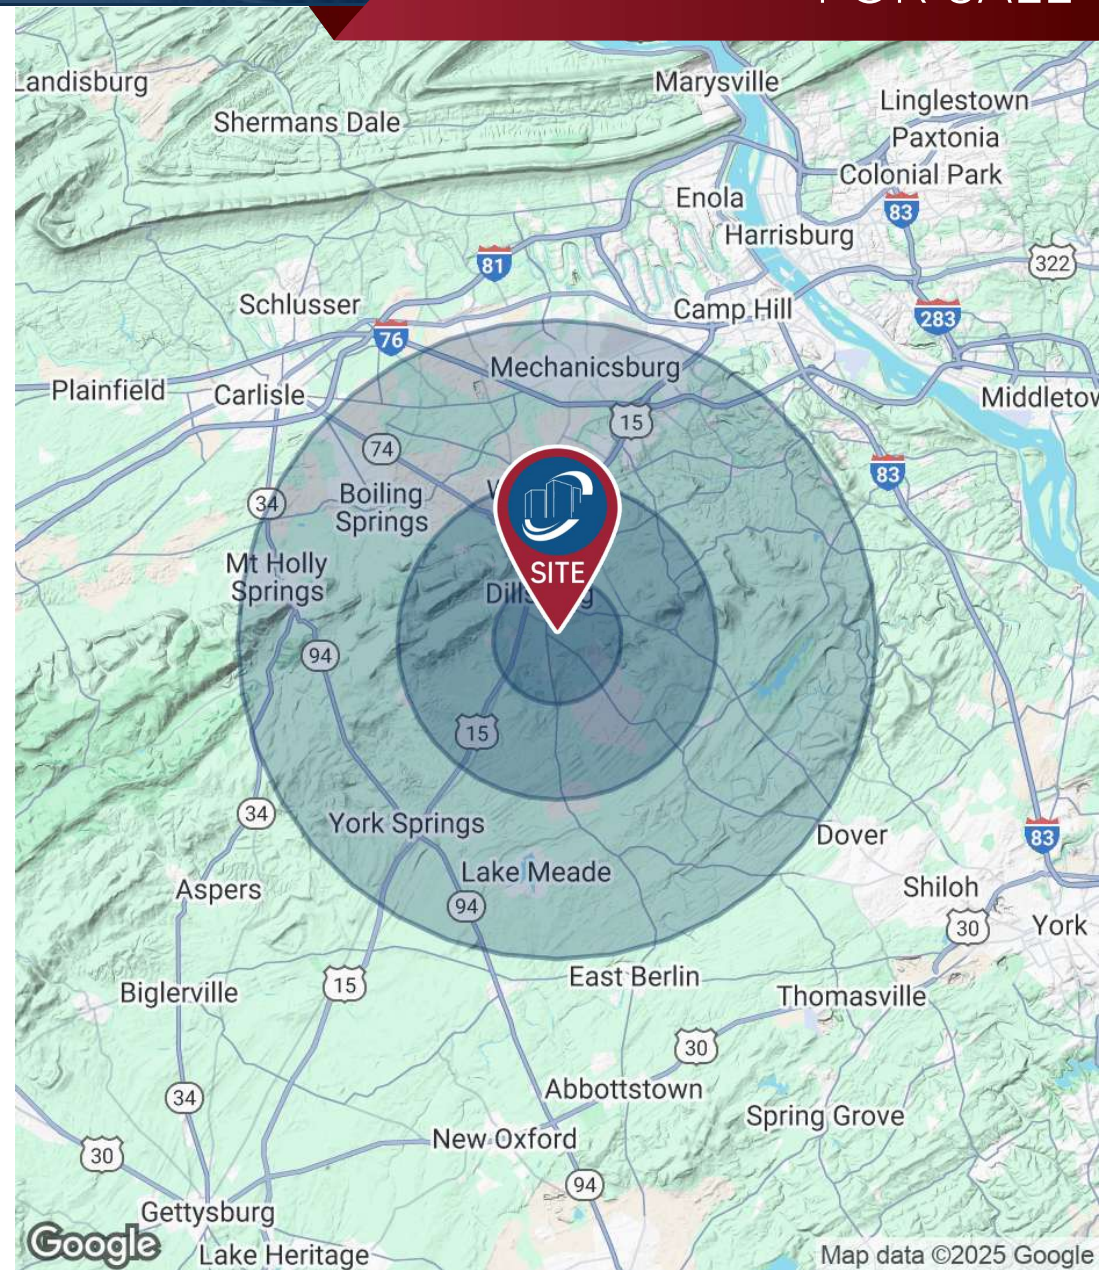 FOR SALE
Landisburg
Marysville
Linglestown
Shermans Dale
Paxtonia
Colonial Park
Enola
83
Harrisburg
81
322
Schlusser
Camp Hill
283
76
Mechanicsburg
Plainfield
Carlisle
Middletow
15
74
83
34
Boiling
Springs
Mt Holly
Springs
SITE
94
15
34
York Springs
Dover
83
Lake Meade
Aspers
Shiloh
94
30
York
East Berlin
15
Biglerville
Thomasville
30
34
Abbottstown
Spring Grove
New Oxford
30
94
Gettysburg
Google
Lake Heritage
Map data ©2025 Google